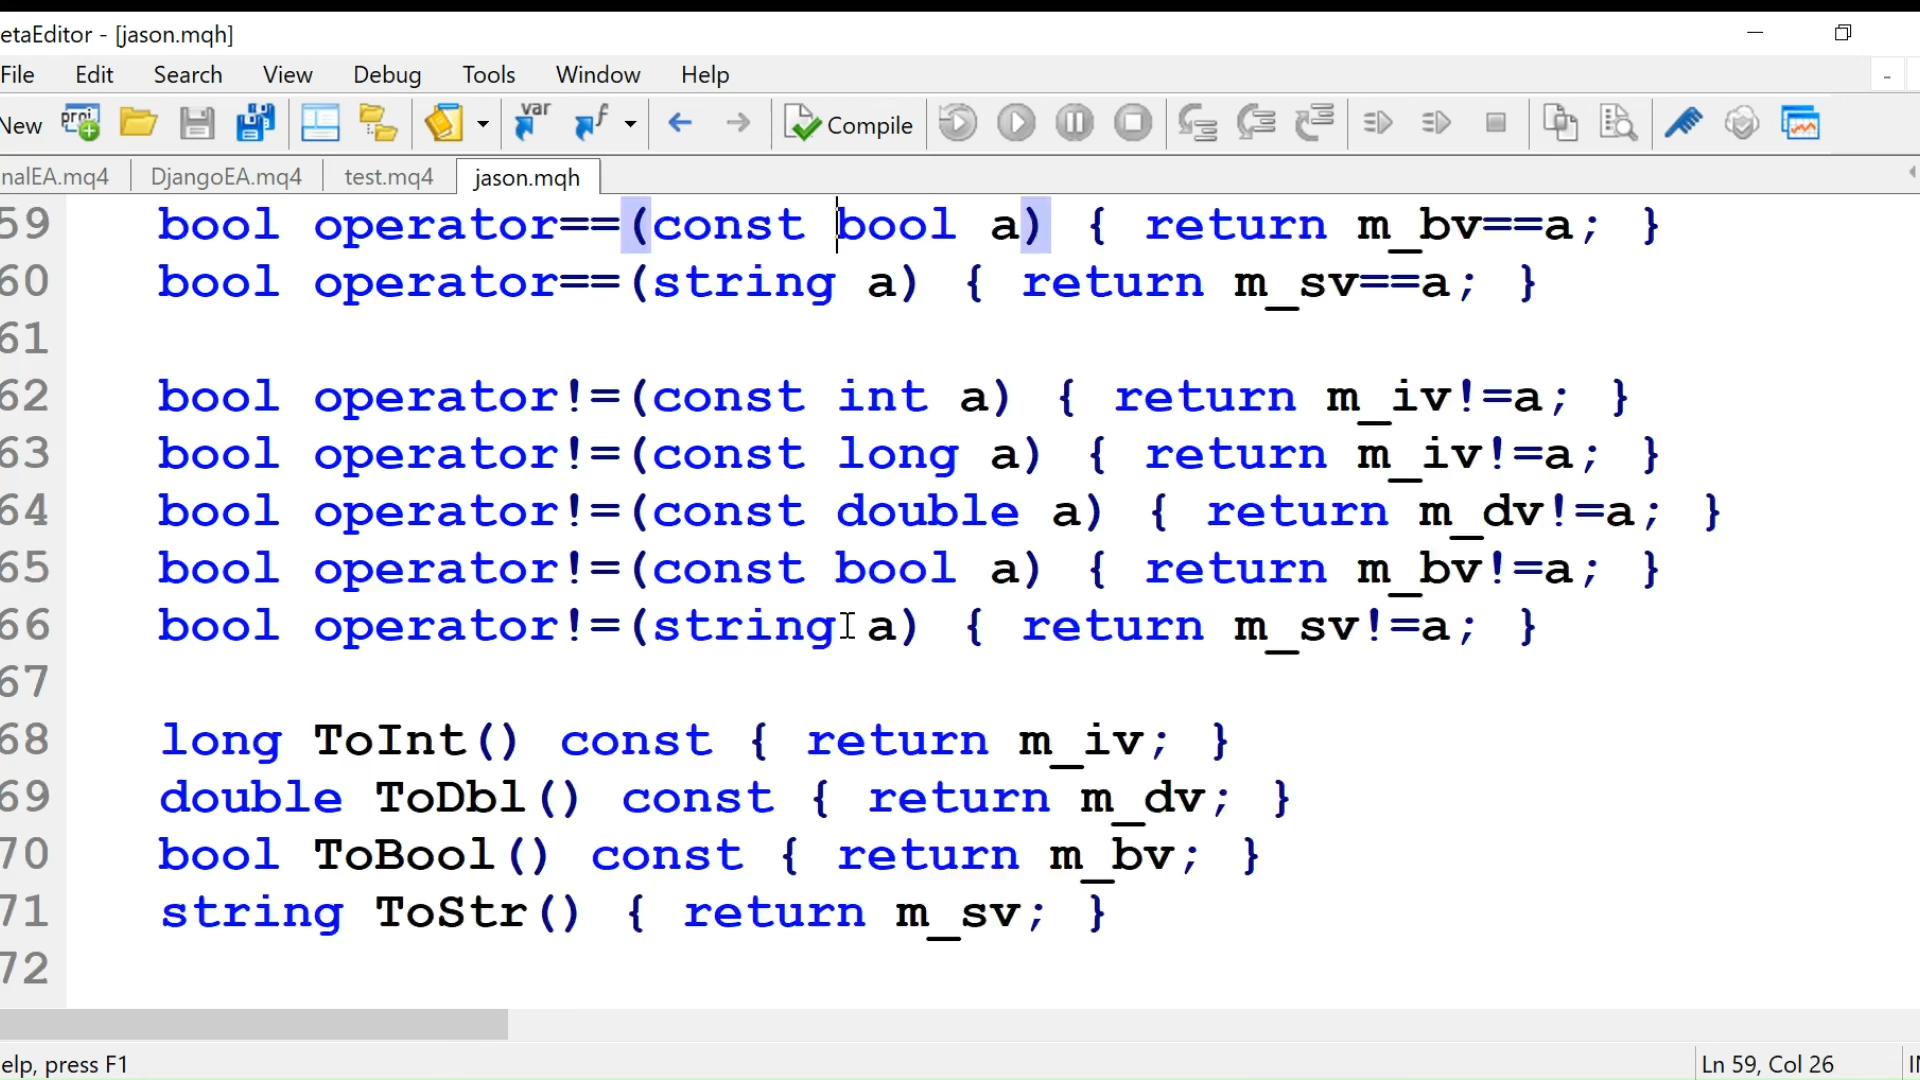 etaEditor - [jason.mqh]
File Edit Search View Debug Tools Window Help
New proj var f Compile
nalEA.mq4 DjangoEA.mq4 test.mq4 jason.mqh
59 bool operator==(const bool a) { return m_bv==a; }
60 bool operator==(string a) { return m_sv==a; }
61
62 bool operator!=(const int a) { return m_iv!=a; }
63 bool operator!=(const long a) { return m_iv!=a; }
64 bool operator!=(const double a) { return m_dv!=a; }
65 bool operator!=(const bool a) { return m_bv!=a; }
66 bool operator!=(string a) { return m_sv!=a; }
67
68 long ToInt() const { return m_iv; }
69 double ToDbl() const { return m_dv; }
70 bool ToBool() const { return m_bv; }
71 string ToStr() { return m_sv; }
72
elp, press F1 Ln 59, Col 26